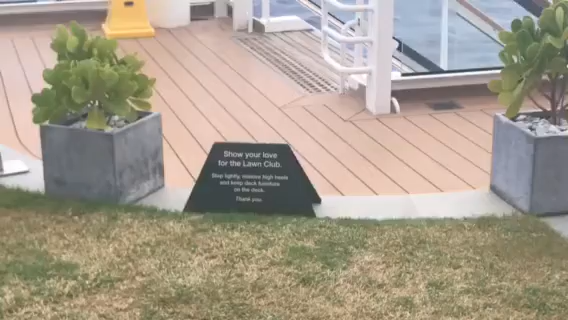 Show your love
for the Lawn Club.
Step lightly, remove high heels
and keep deck furniture
on the deck.
Thank you.